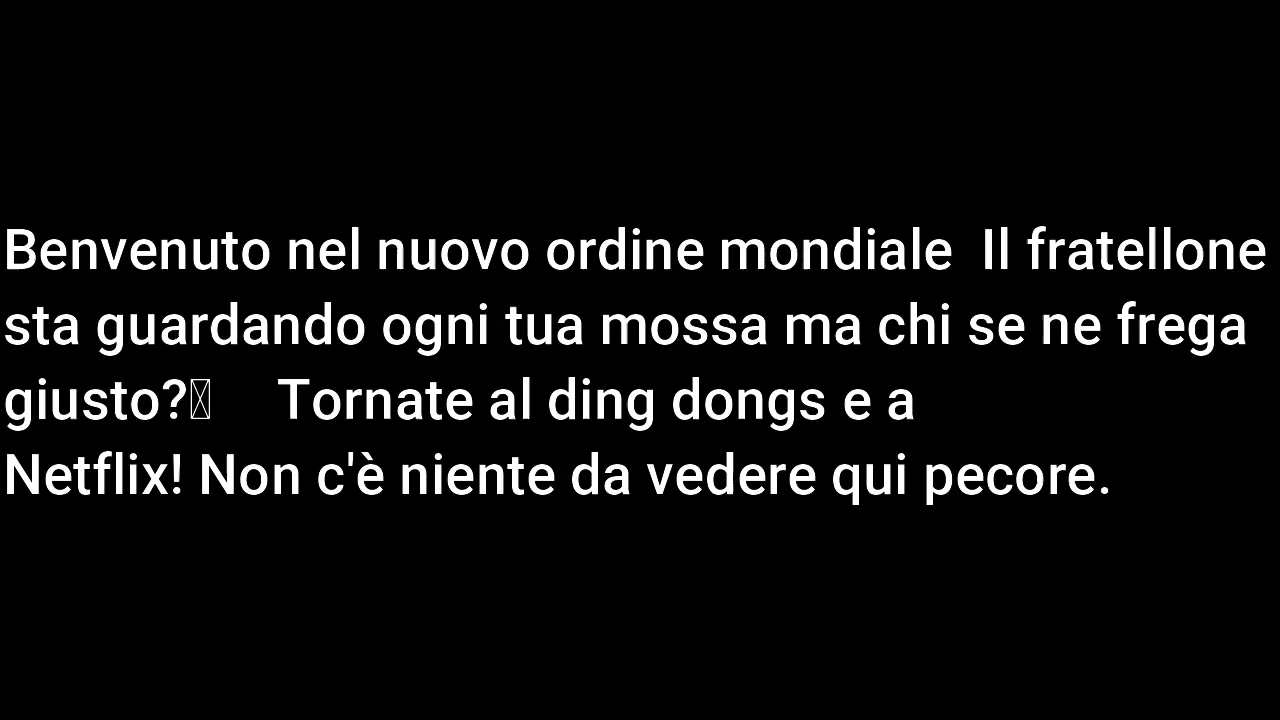 Benvenuto nel nuovo ordine mondiale  Il fratellone
sta guardando ogni tua mossa ma chi se ne frega
giusto?     Tornate al ding dongs e a
Netflix! Non c'è niente da vedere qui pecore.